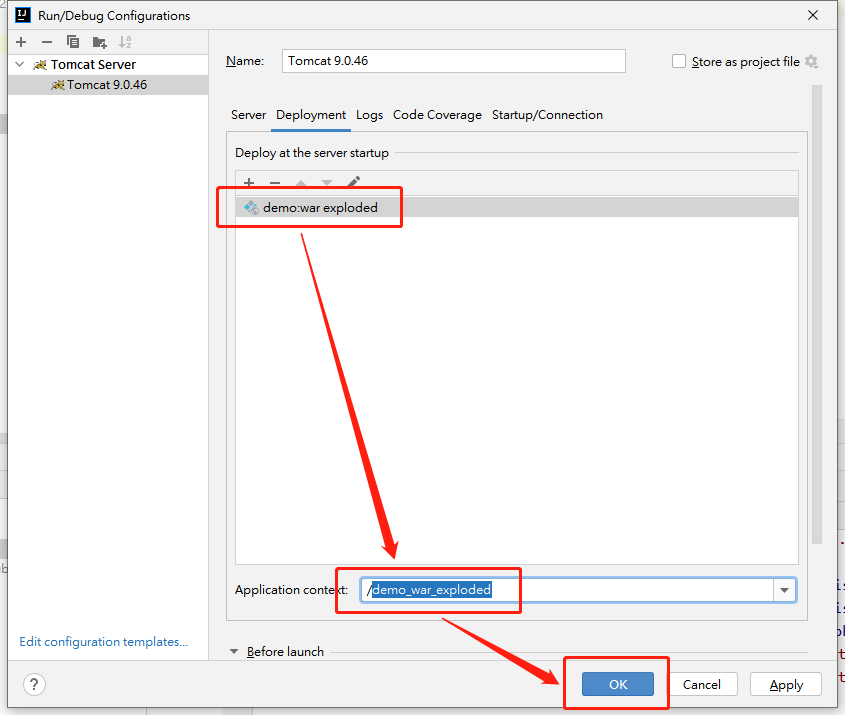 Run/Debug Configurations
Tomcat Server
Tomcat 9.0.46
Name: Tomcat 9.0.46
Store as project file
Server Deployment Logs Code Coverage Startup/Connection
Deploy at the server startup
demo:war exploded
Application context: /demo_war_exploded
Edit configuration templates...
Before launch
?
OK Cancel Apply